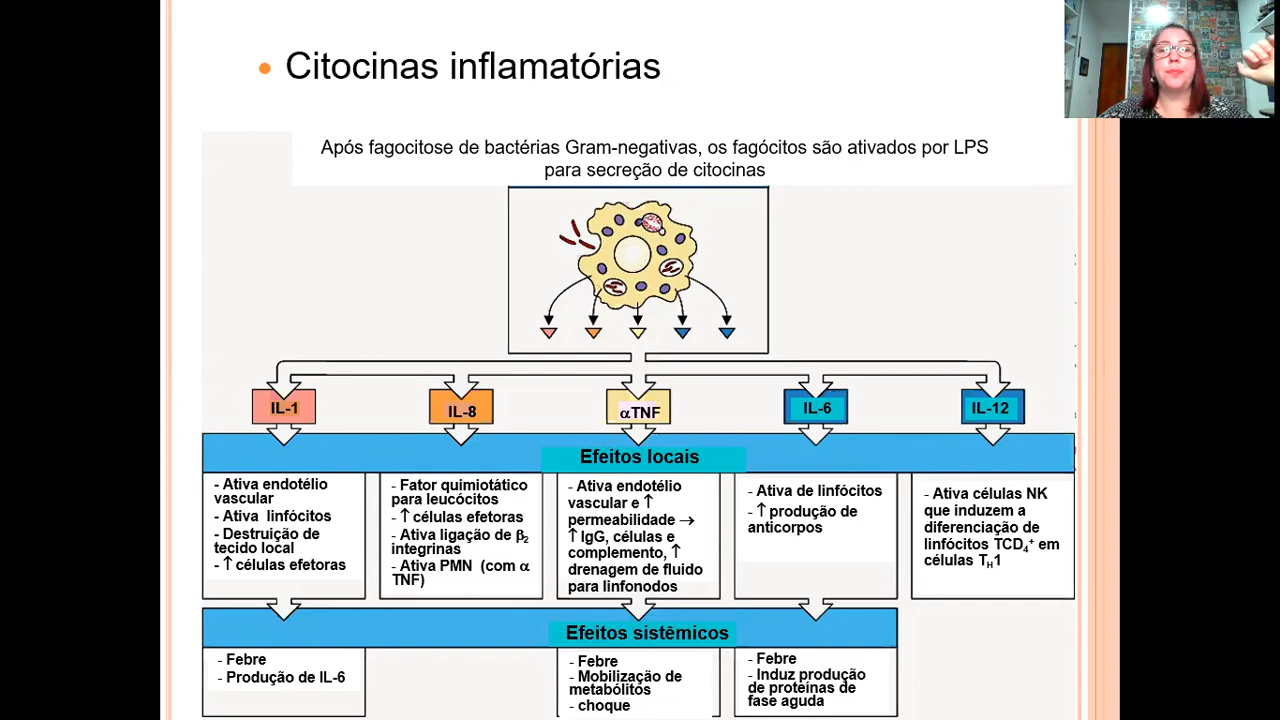 • Citocinas inflamatórias
Após fagocitose de bactérias Gram-negativas, os fagócitos são ativados por LPS
para secreção de citocinas
IL-1
IL-8
αTNF
IL-6
IL-12
Efeitos locais
- Ativa endotélio
vascular
- Ativa linfócitos
- Destruição de
tecido local
- ↑ células efetoras
- Fator quimiotático
para leucócitos
- ↑ células efetoras
- Ativa ligação de β₂
integrinas
- Ativa PMN (com α
TNF)
- Ativa endotélio
vascular e ↑
permeabilidade →
↑ IgG, células e
complemento, ↑
drenagem de fluido
para linfonodos
- Ativa de linfócitos
- ↑ produção de
anticorpos
- Ativa células NK
que induzem a
diferenciação de
linfócitos TCD₄⁺ em
células TH1
Efeitos sistêmicos
- Febre
- Produção de IL-6
- Febre
- Mobilização de
metabólitos
- choque
- Febre
- Induz produção
de proteínas de
fase aguda